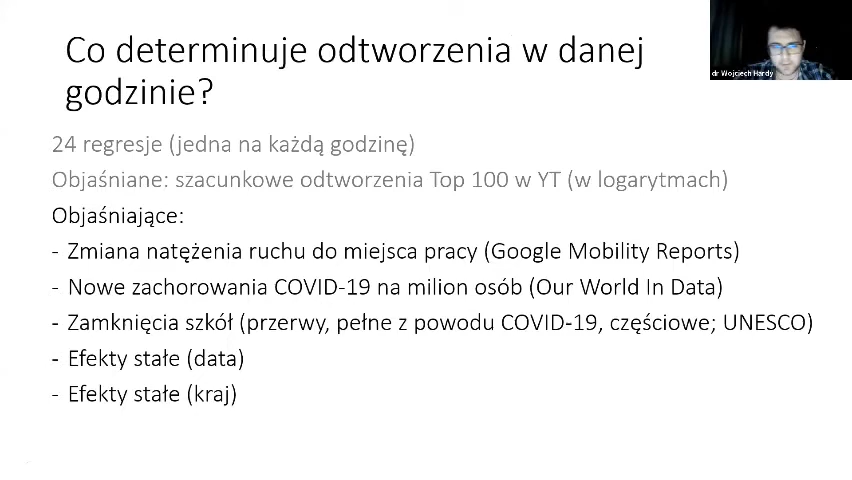 Co determinuje odtworzenia w danej
godzinie?
dr Wojciech Hardy
24 regresje (jedna na każdą godzinę)
Objaśniane: szacunkowe odtworzenia Top 100 w YT (w logarytmach)
Objaśniające:
- Zmiana natężenia ruchu do miejsca pracy (Google Mobility Reports)
- Nowe zachorowania COVID-19 na milion osób (Our World In Data)
- Zamknięcia szkół (przerwy, pełne z powodu COVID-19, częściowe; UNESCO)
- Efekty stałe (data)
- Efekty stałe (kraj)